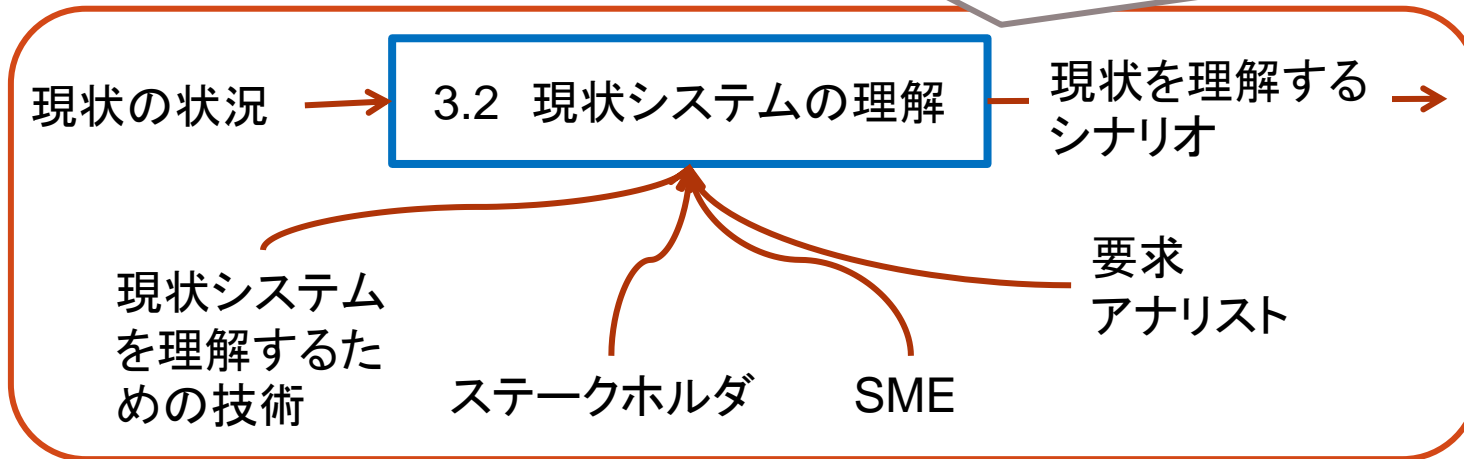 現状の状況
3.2 現状システムの理解
現状を理解する
シナリオ
現状システム
を理解するた
めの技術
ステークホルダ
SME
要求
アナリスト